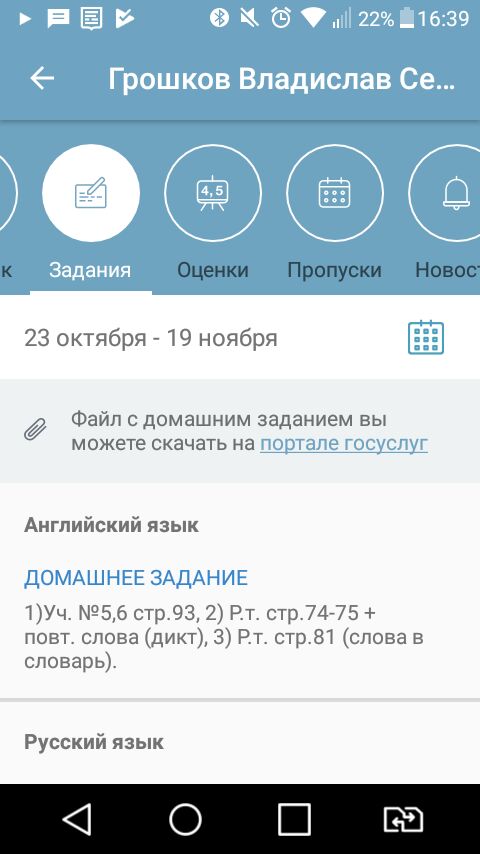 22% 16:39
Грошков Владислав Се...
к Задания Оценки Пропуски Новос
4,5
23 октября - 19 ноября
Файл с домашним заданием вы
можете скачать на портале госуслуг
Английский язык
ДОМАШНЕЕ ЗАДАНИЕ
1)Уч. №5,6 стр.93, 2) Р.т. стр.74-75 +
повт. слова (дикт), 3) Р.т. стр.81 (слова в
словарь).
Русский язык